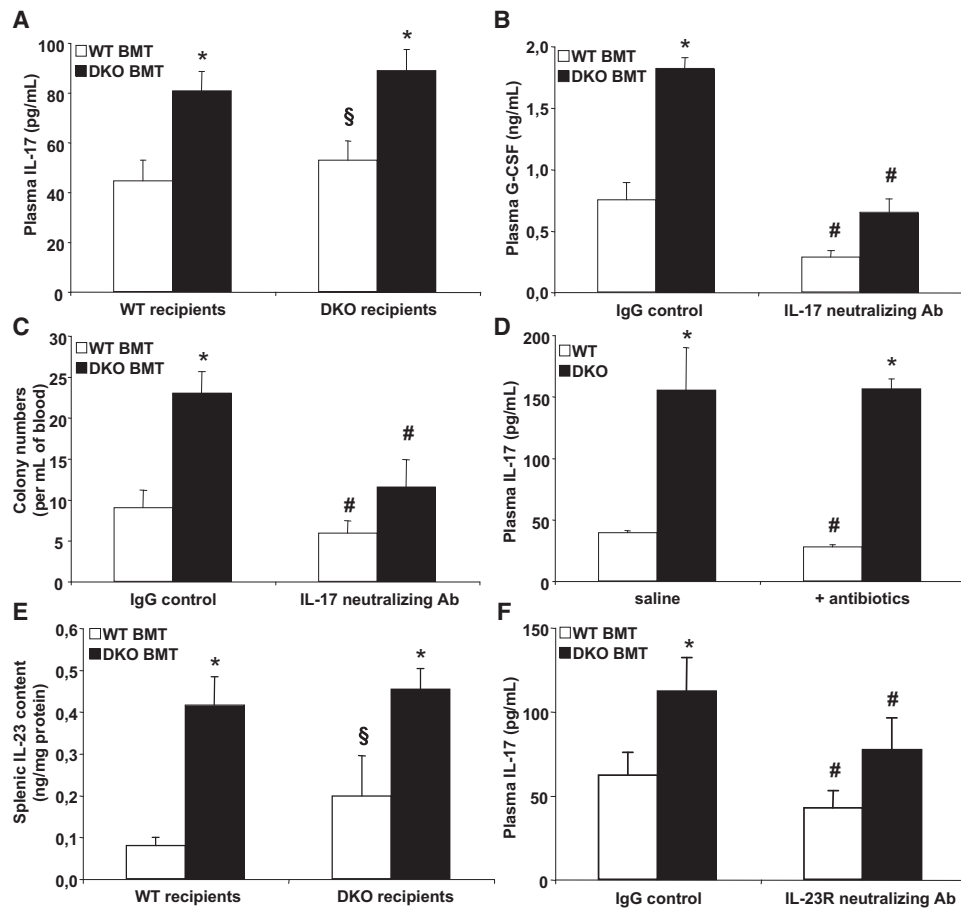 A
Plasma IL-17 (pg/mL)
100
80
60
40
20
0
WT BMT
DKO BMT
*
§
*
WT recipients
DKO recipients
B
Plasma G-CSF (ng/mL)
2,0
1,5
1,0
0,5
0,0
WT BMT
DKO BMT
*
#
#
IgG control
IL-17 neutralizing Ab
C
Colony numbers
(per mL of blood)
30
25
20
15
10
5
0
WT BMT
DKO BMT
*
#
#
IgG control
IL-17 neutralizing Ab
D
Plasma IL-17 (pg/mL)
200
150
100
50
0
WT
DKO
*
#
*
saline
+ antibiotics
E
Splenic IL-23 content
(ng/mg protein)
0,6
0,5
0,4
0,3
0,2
0,1
0,0
WT BMT
DKO BMT
*
§
*
WT recipients
DKO recipients
F
Plasma IL-17 (pg/mL)
150
100
50
0
WT BMT
DKO BMT
*
#
#
IgG control
IL-23R neutralizing Ab